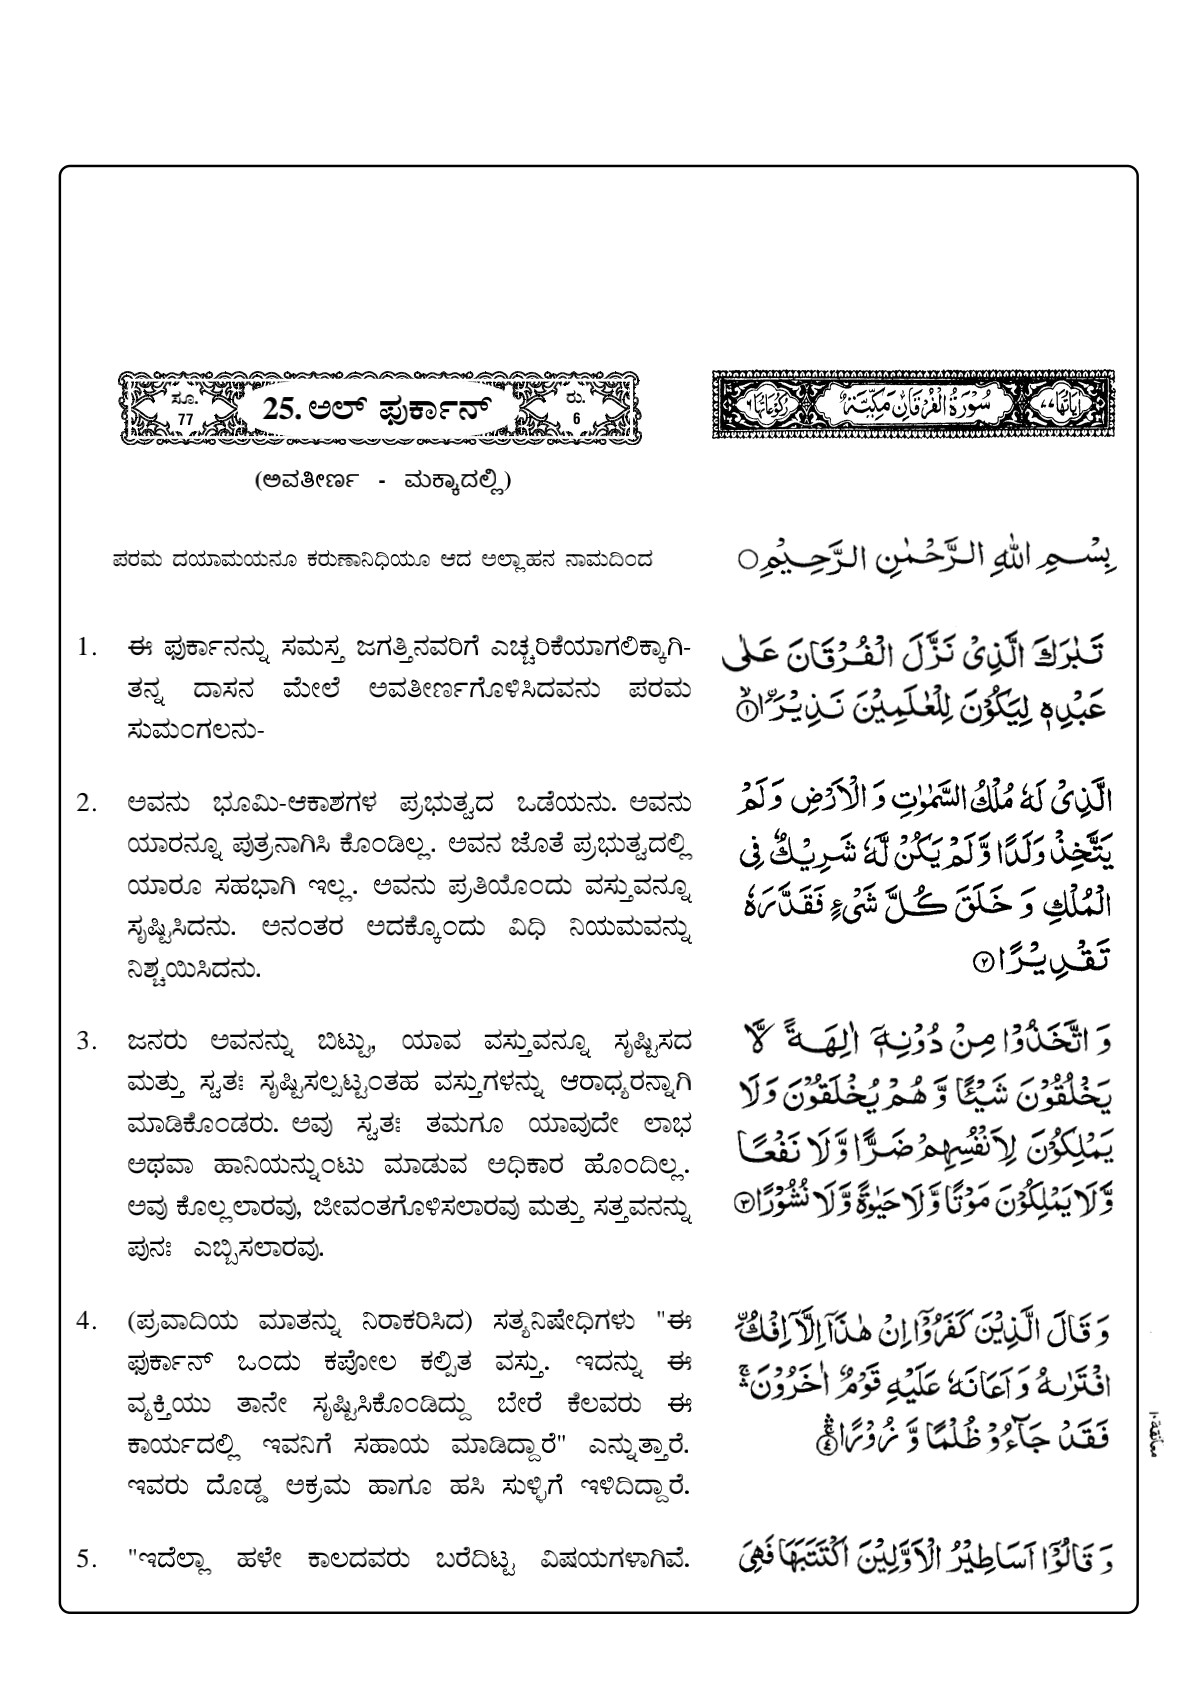 ಸೂ.
77
25. ಅಲ್ ಫುರ್ಕಾನ್
ರು.
6
(ಅವತೀರ್ಣ - ಮಕ್ಕಾದಲ್ಲಿ)
ಪರಮ ದಯಾಮಯನೂ ಕರುಣಾನಿಧಿಯೂ ಆದ ಅಲ್ಲಾಹನ ನಾಮದಿಂದ
1. ಈ ಫುರ್ಕಾನನ್ನು ಸಮಸ್ತ ಜಗತ್ತಿನವರಿಗೆ ಎಚ್ಚರಿಕೆಯಾಗಲಿಕ್ಕಾಗಿ-
ತನ್ನ ದಾಸನ ಮೇಲೆ ಅವತೀರ್ಣಗೊಳಿಸಿದವನು ಪರಮ
ಸುಮಂಗಲನು-
2. ಅವನು ಭೂಮಿ-ಆಕಾಶಗಳ ಪ್ರಭುತ್ವದ ಒಡೆಯನು. ಅವನು
ಯಾರನ್ನೂ ಪುತ್ರನಾಗಿಸಿ ಕೊಂಡಿಲ್ಲ. ಅವನ ಜೊತೆ ಪ್ರಭುತ್ವದಲ್ಲಿ
ಯಾರೂ ಸಹಭಾಗಿ ಇಲ್ಲ. ಅವನು ಪ್ರತಿಯೊಂದು ವಸ್ತುವನ್ನೂ
ಸೃಷ್ಟಿಸಿದನು. ಅನಂತರ ಅದಕ್ಕೊಂದು ವಿಧಿ ನಿಯಮವನ್ನು
ನಿಶ್ಚಯಿಸಿದನು.
3. ಜನರು ಅವನನ್ನು ಬಿಟ್ಟು, ಯಾವ ವಸ್ತುವನ್ನೂ ಸೃಷ್ಟಿಸದ
ಮತ್ತು ಸ್ವತಃ ಸೃಷ್ಟಿಸಲ್ಪಟ್ಟಂತಹ ವಸ್ತುಗಳನ್ನು ಆರಾಧ್ಯರನ್ನಾಗಿ
ಮಾಡಿಕೊಂಡರು. ಅವು ಸ್ವತಃ ತಮಗೂ ಯಾವುದೇ ಲಾಭ
ಅಥವಾ ಹಾನಿಯನ್ನುಂಟು ಮಾಡುವ ಅಧಿಕಾರ ಹೊಂದಿಲ್ಲ.
ಅವು ಕೊಲ್ಲಲಾರವು, ಜೀವಂತಗೊಳಿಸಲಾರವು ಮತ್ತು ಸತ್ತವನನ್ನು
ಪುನಃ ಎಬ್ಬಿಸಲಾರವು.
4. (ಪ್ರವಾದಿಯ ಮಾತನ್ನು ನಿರಾಕರಿಸಿದ) ಸತ್ಯನಿಷೇಧಿಗಳು "ಈ
ಫುರ್ಕಾನ್ ಒಂದು ಕಪೋಲ ಕಲ್ಪಿತ ವಸ್ತು. ಇದನ್ನು ಈ
ವ್ಯಕ್ತಿಯು ತಾನೇ ಸೃಷ್ಟಿಸಿಕೊಂಡಿದ್ದು ಬೇರೆ ಕೆಲವರು ಈ
ಕಾರ್ಯದಲ್ಲಿ ಇವನಿಗೆ ಸಹಾಯ ಮಾಡಿದ್ದಾರೆ" ಎನ್ನುತ್ತಾರೆ.
ಇವರು ದೊಡ್ಡ ಅಕ್ರಮ ಹಾಗೂ ಹಸಿ ಸುಳ್ಳಿಗೆ ಇಳಿದಿದ್ದಾರೆ.
5. "ಇದೆಲ್ಲಾ ಹಳೇ ಕಾಲದವರು ಬರೆದಿಟ್ಟ ವಿಷಯಗಳಾಗಿವೆ.
اٰيَاتُهَا ٧٧
سُوْرَةُ الْفُرْقَانِ مَكِّيَّةٌ
رُكُوْعَاتُهَا ٦
بِسْمِ اللّٰهِ الرَّحْمٰنِ الرَّحِيْمِ ○
تَبٰرَكَ الَّذِىْ نَزَّلَ الْفُرْقَانَ عَلٰى
عَبْدِهٖ لِيَكُوْنَ لِلْعٰلَمِيْنَ نَذِيْرًا ۙ﴿١﴾
الَّذِىْ لَهٗ مُلْكُ السَّمٰوٰتِ وَ الْاَرْضِ وَلَمْ
يَتَّخِذْ وَلَدًا وَّلَمْ يَكُنْ لَّهٗ شَرِيْكٌ فِى
الْمُلْكِ وَ خَلَقَ كُلَّ شَىْءٍ فَقَدَّرَهٗ
تَقْدِيْرًا ﴿٢﴾
وَ اتَّخَذُوْا مِنْ دُوْنِهٖۤ اٰلِهَةً لَّا
يَخْلُقُوْنَ شَيْـًٔا وَّ هُمْ يُخْلَقُوْنَ وَلَا
يَمْلِكُوْنَ لِاَنْفُسِهِمْ ضَرًّا وَّلَا نَفْعًا
وَّلَا يَمْلِكُوْنَ مَوْتًا وَّلَا حَيٰوةً وَّلَا نُشُوْرًا ﴿٣﴾
وَ قَالَ الَّذِيْنَ كَفَرُوْۤا اِنْ هٰذَاۤ اِلَّاۤ اِفْكُ ۨ
افْتَرٰىهُ وَ اَعَانَهٗ عَلَيْهِ قَوْمٌ اٰخَرُوْنَ ۛۚ
فَقَدْ جَآءُوْ ظُلْمًا وَّ زُوْرًا ۛۚ﴿٤﴾
وَ قَالُوْۤا اَسَاطِيْرُ الْاَوَّلِيْنَ اكْتَتَبَهَا فَهِىَ
معانقة ١٠